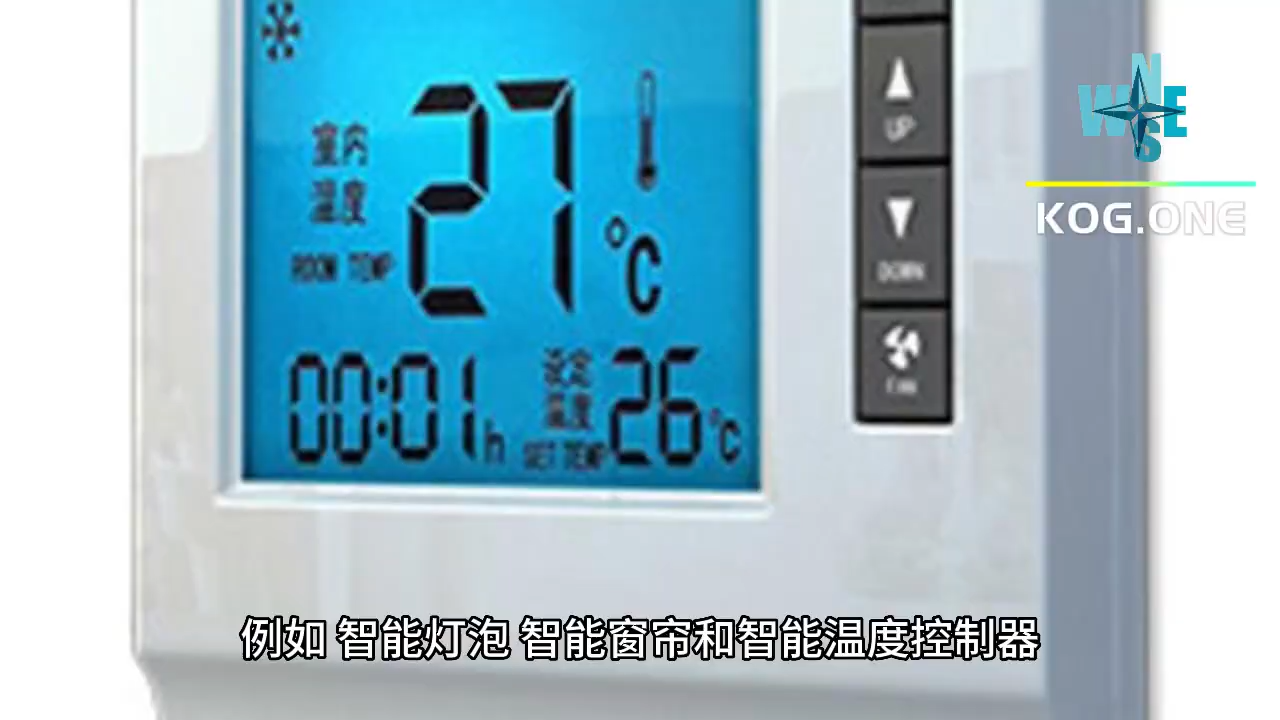 室内
温度
ROOM TEMP
27
°C
00:01h
设定
温度
SET TEMP
26°C
UP
DOWN
FAN
N
W E
S
KOG.ONE
例如 智能灯泡 智能窗帘和智能温度控制器